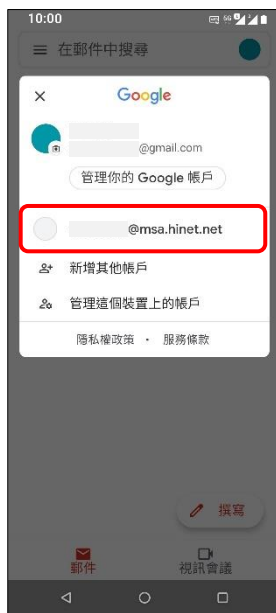 10:00
5G
在郵件中搜尋
Google
@gmail.com
管理你的 Google 帳戶
@msa.hinet.net
新增其他帳戶
管理這個裝置上的帳戶
隱私權政策 · 服務條款
撰寫
郵件 視訊會議